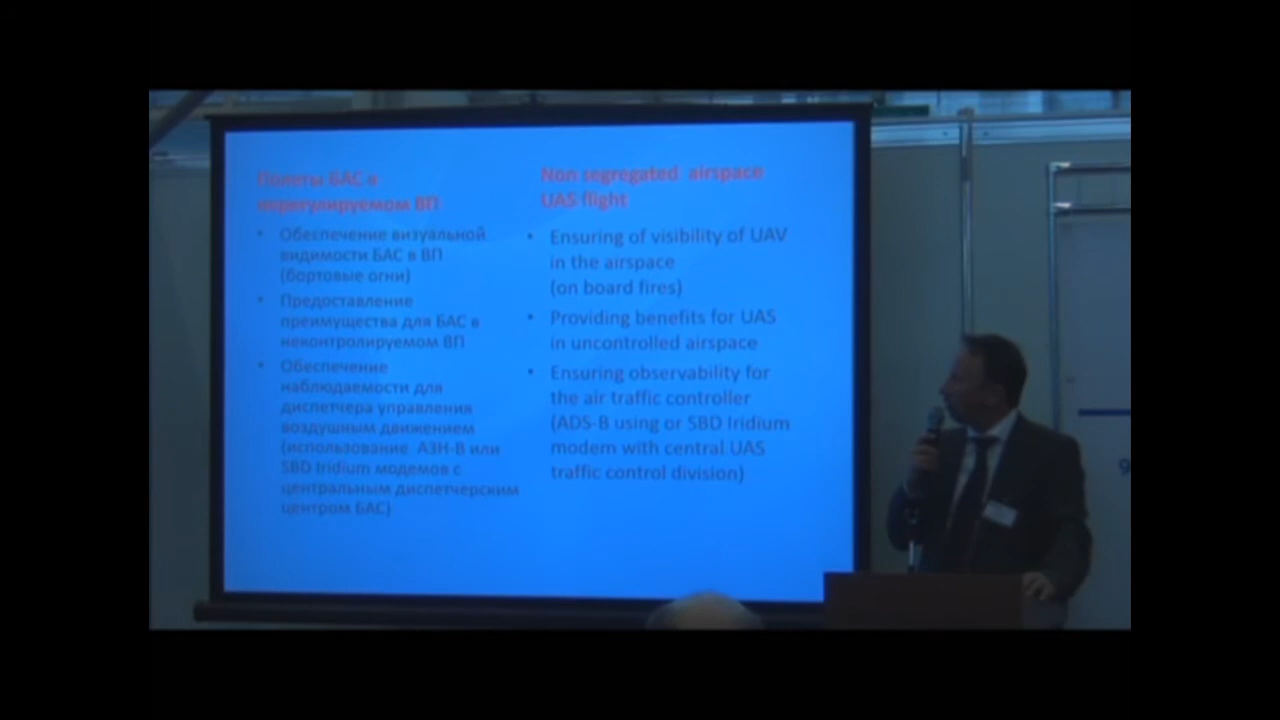 Полеты БАС в
нерегулируемом ВП
• Обеспечение визуальной
видимости БАС в ВП
(бортовые огни)
• Предоставление
преимущества для БАС в
неконтролируемом ВП
• Обеспечение
наблюдаемости для
диспетчера управления
воздушным движением
(использование АЗН-В или
SBD Iridium модемов с
центральным диспетчерским
центром БАС)
Non segregated airspace
UAS flight
• Ensuring of visibility of UAV
in the airspace
(on board fires)
• Providing benefits for UAS
in uncontrolled airspace
• Ensuring observability for
the air traffic controller
(ADS-B using or SBD Iridium
modem with central UAS
traffic control division)
9